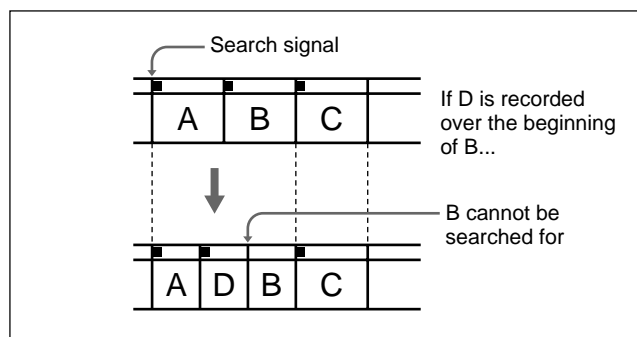 Search signal
A B C
If D is recorded
over the beginning
of B...
B cannot be
searched for
A D B C